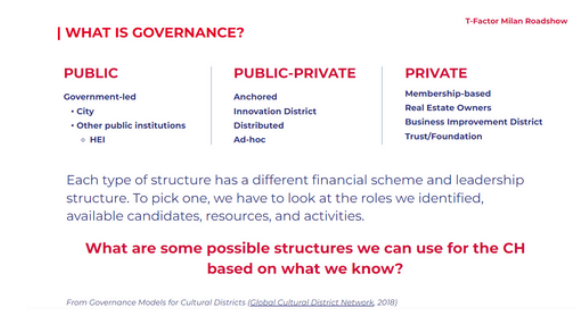 T-Factor Milan Roadshow
| WHAT IS GOVERNANCE?
PUBLIC
Government-led
• City
• Other public institutions
◦ HEI
PUBLIC-PRIVATE
Anchored
Innovation District
Distributed
Ad-hoc
PRIVATE
Membership-based
Real Estate Owners
Business Improvement District
Trust/Foundation
Each type of structure has a different financial scheme and leadership
structure. To pick one, we have to look at the roles we identified,
available candidates, resources, and activities.
What are some possible structures we can use for the CH
based on what we know?
From Governance Models for Cultural Districts (Global Cultural District Network, 2018)